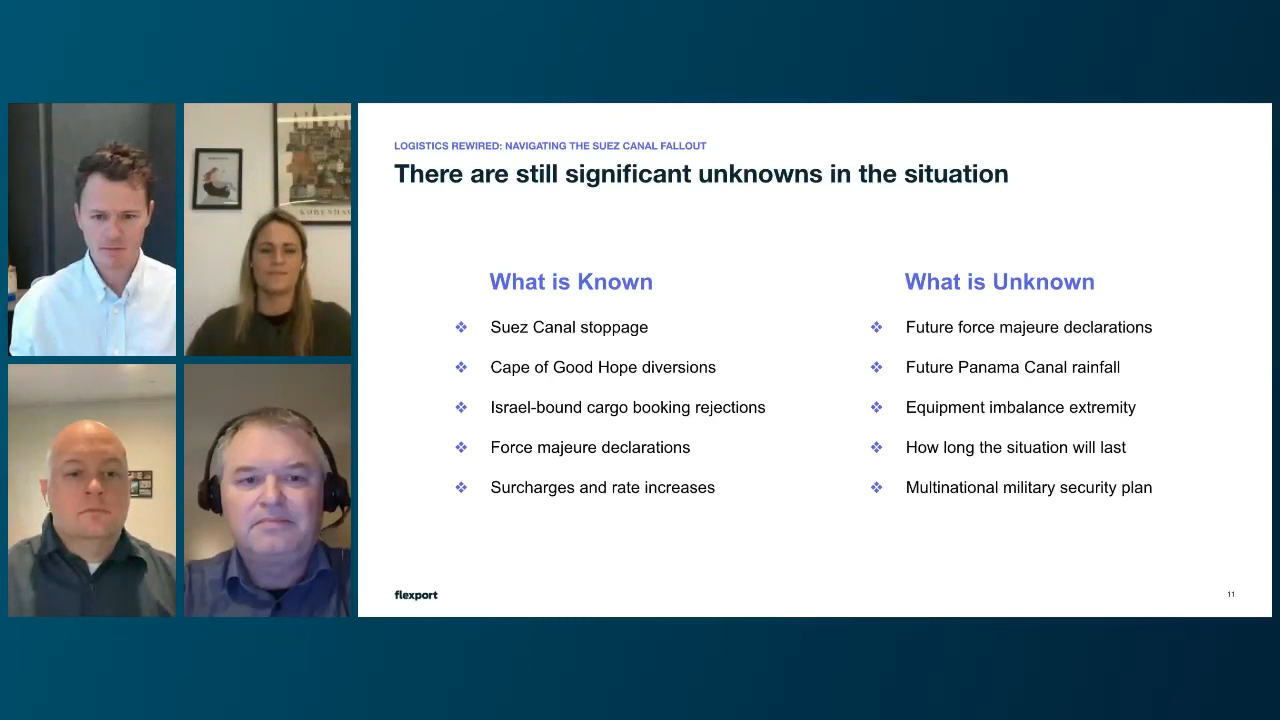 KØBENHAVN
LOGISTICS REWIRED: NAVIGATING THE SUEZ CANAL FALLOUT
There are still significant unknowns in the situation
What is Known
Suez Canal stoppage
Cape of Good Hope diversions
Israel-bound cargo booking rejections
Force majeure declarations
Surcharges and rate increases
What is Unknown
Future force majeure declarations
Future Panama Canal rainfall
Equipment imbalance extremity
How long the situation will last
Multinational military security plan
flexport
11